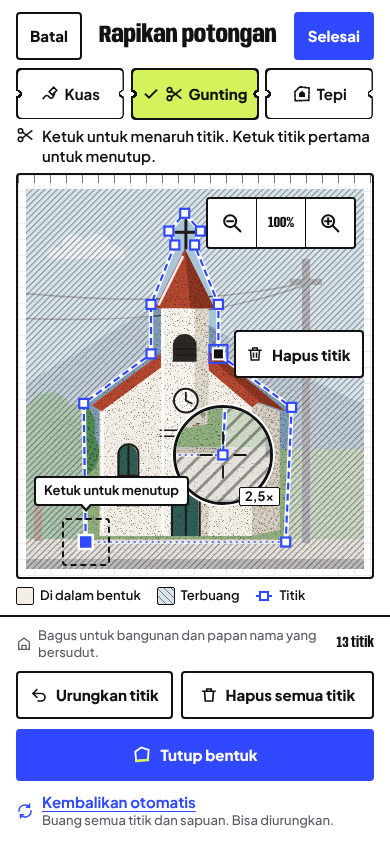 Batal
Rapikan potongan
Selesai
Kuas
Gunting
Tepi
Ketuk untuk menaruh titik. Ketuk titik pertama
untuk menutup.
100%
Hapus titik
2,5×
Ketuk untuk menutup
Di dalam bentuk
Terbuang
Titik
Bagus untuk bangunan dan papan nama yang
bersudut.
13 titik
Urungkan titik
Hapus semua titik
Tutup bentuk
Kembalikan otomatis
Buang semua titik dan sapuan. Bisa diurungkan.